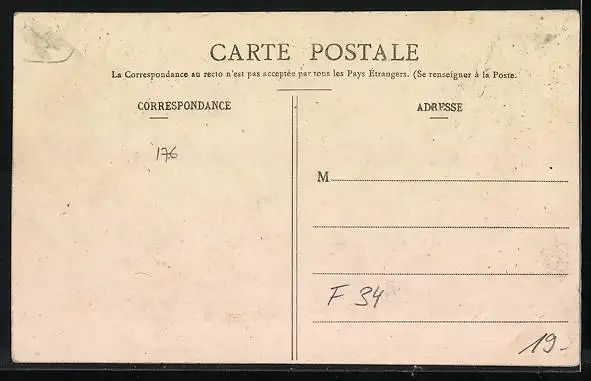 CARTE POSTALE
La Correspondance au recto n'est pas acceptée par tous les Pays Étrangers. (Se renseigner à la Poste.
CORRESPONDANCE
ADRESSE
176
M
F 34
19-